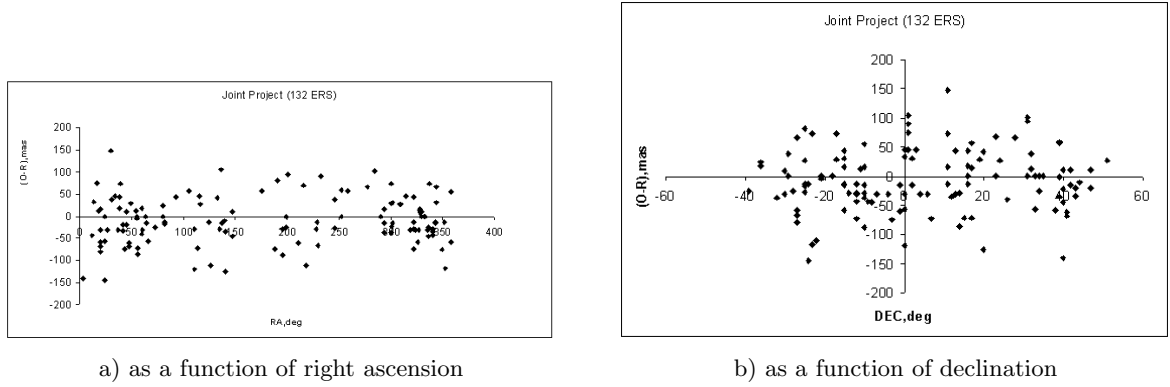 Joint Project (132 ERS)
200
150
100
50
0
-50
-100
-150
-200
0 50 100 150 200 250 300 350 400
(O-R),mas
RA,deg
a) as a function of right ascension
Joint Project (132 ERS)
200
150
100
50
0
-50
-100
-150
-200
-60 -40 -20 0 20 40 60
(O-R),mas
DEC,deg
b) as a function of declination